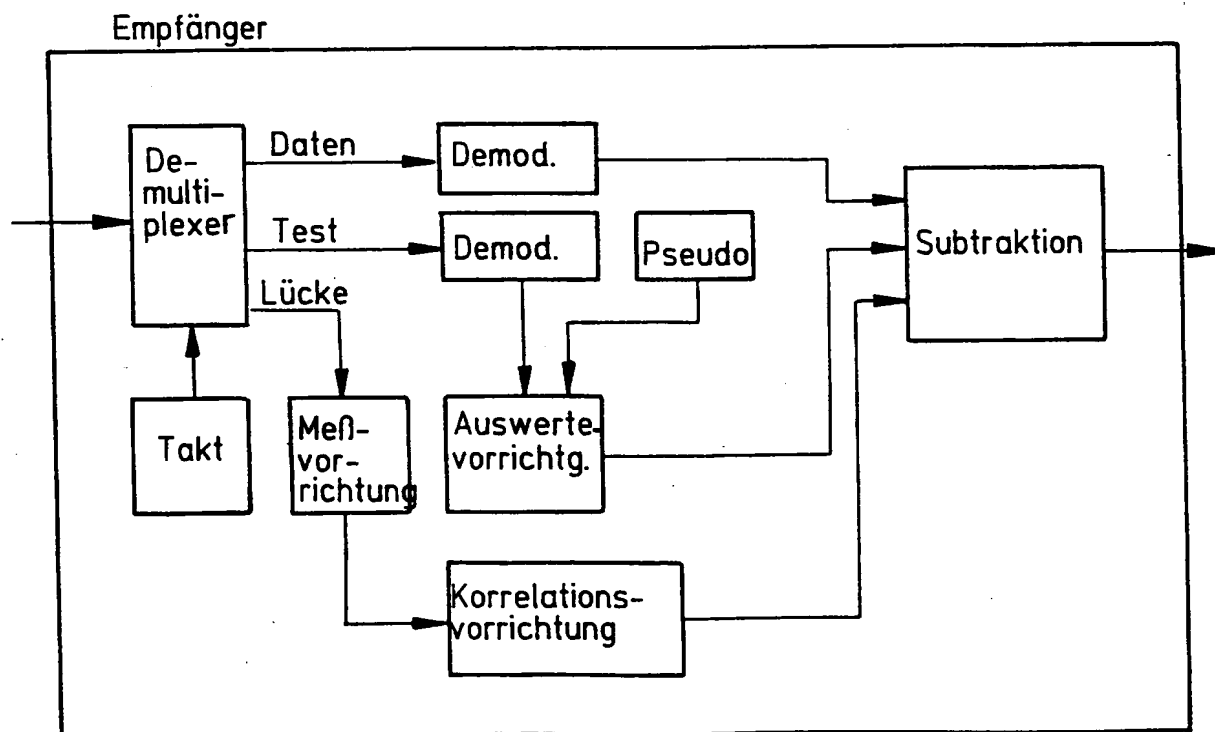 Empfänger
De-
multi-
plexer
Daten
Demod.
Test
Demod.
Pseudo
Subtraktion
Lücke
Takt
Meß-
vor-
richtung
Auswerte-
vorrichtg.
Korrelations-
vorrichtung